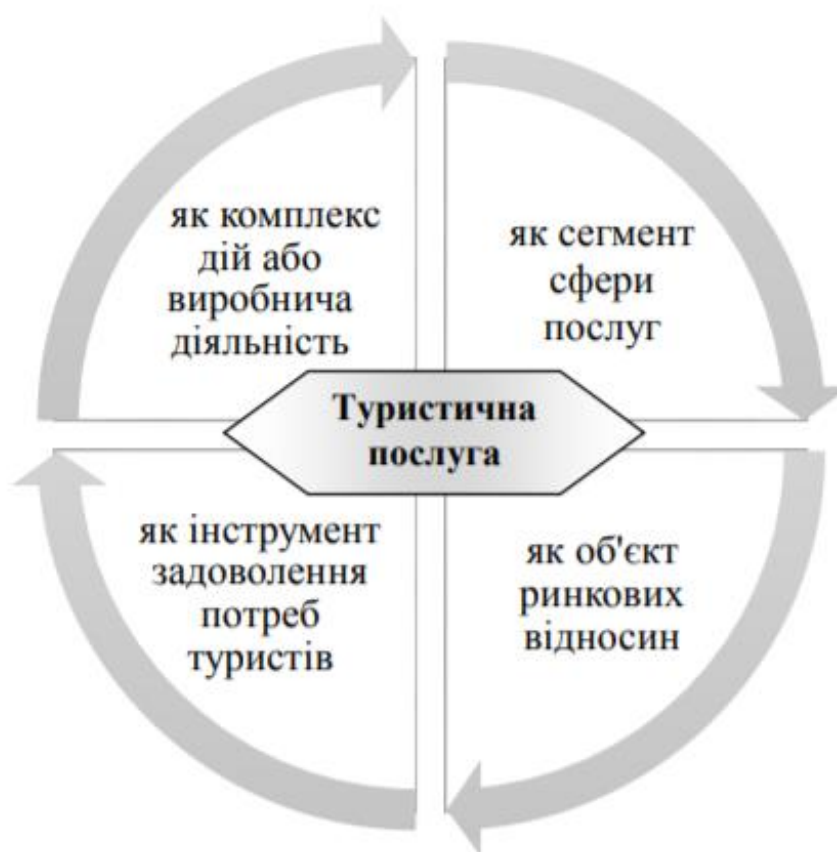 як комплекс
дій або
виробнича
діяльність
як сегмент
сфери
послуг
Туристична
послуга
як інструмент
задоволення
потреб
туристів
як об'єкт
ринкових
відносин